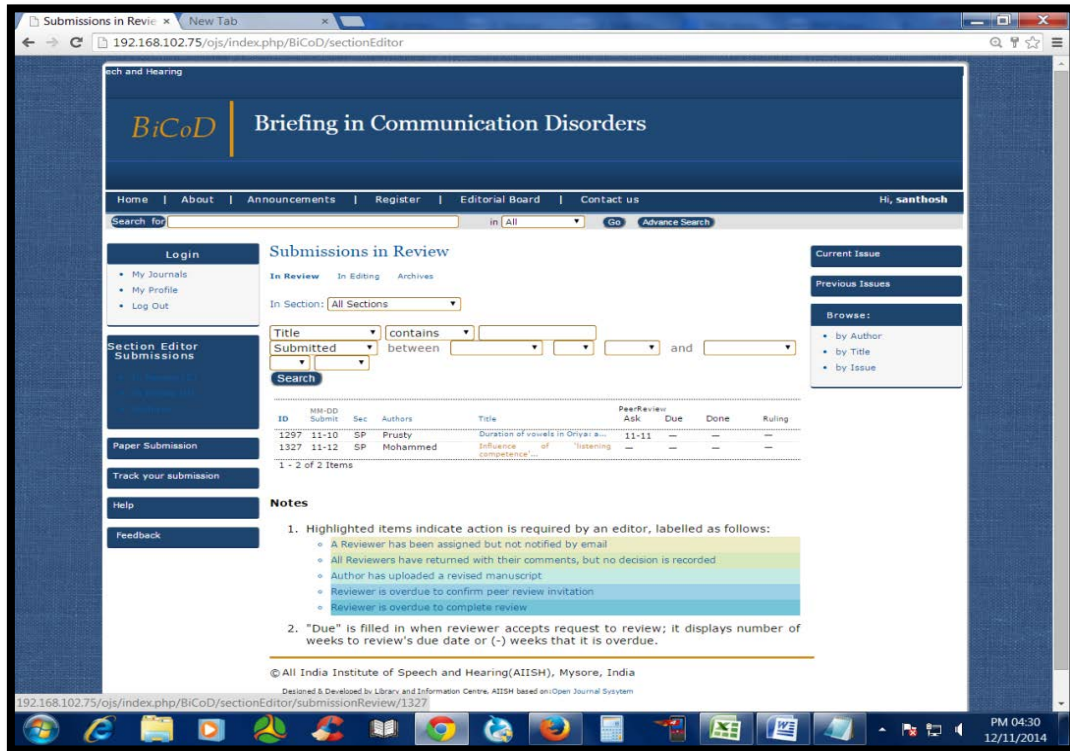 Submissions in Revie
New Tab
192.168.102.75/ojs/index.php/BiCoD/sectionEditor
ech and Hearing
BiCoD
Briefing in Communication Disorders
Home | About | Announcements | Register | Editorial Board | Contact us
Hi, santhosh
Search for in All Go Advance Search
Login
• My Journals
• My Profile
• Log Out
Section Editor
Submissions
Paper Submission
Track your submission
Help
Feedback
Submissions in Review
In Review In Editing Archives
In Section: All Sections
Title contains
Submitted between and
Search
MM-DD PeerReview
ID Submit Sec Authors Title Ask Due Done Ruling
1297 11-10 SP Prusty Duration of vowels in Oriya: a... 11-11 — — —
1327 11-12 SP Mohammed Influence of 'listening — — — —
competence'...
1 - 2 of 2 Items
Notes
1. Highlighted items indicate action is required by an editor, labelled as follows:
A Reviewer has been assigned but not notified by email
All Reviewers have returned with their comments, but no decision is recorded
Author has uploaded a revised manuscript
Reviewer is overdue to confirm peer review invitation
Reviewer is overdue to complete review
2. "Due" is filled in when reviewer accepts request to review; it displays number of
weeks to review's due date or (-) weeks that it is overdue.
© All India Institute of Speech and Hearing(AIISH), Mysore, India
Designed & Developed by Library and Information Centre, AIISH based on:Open Journal Sysytem
Current Issue
Previous Issues
Browse:
• by Author
• by Title
• by Issue
192.168.102.75/ojs/index.php/BiCoD/sectionEditor/submissionReview/1327
PM 04:30
12/11/2014